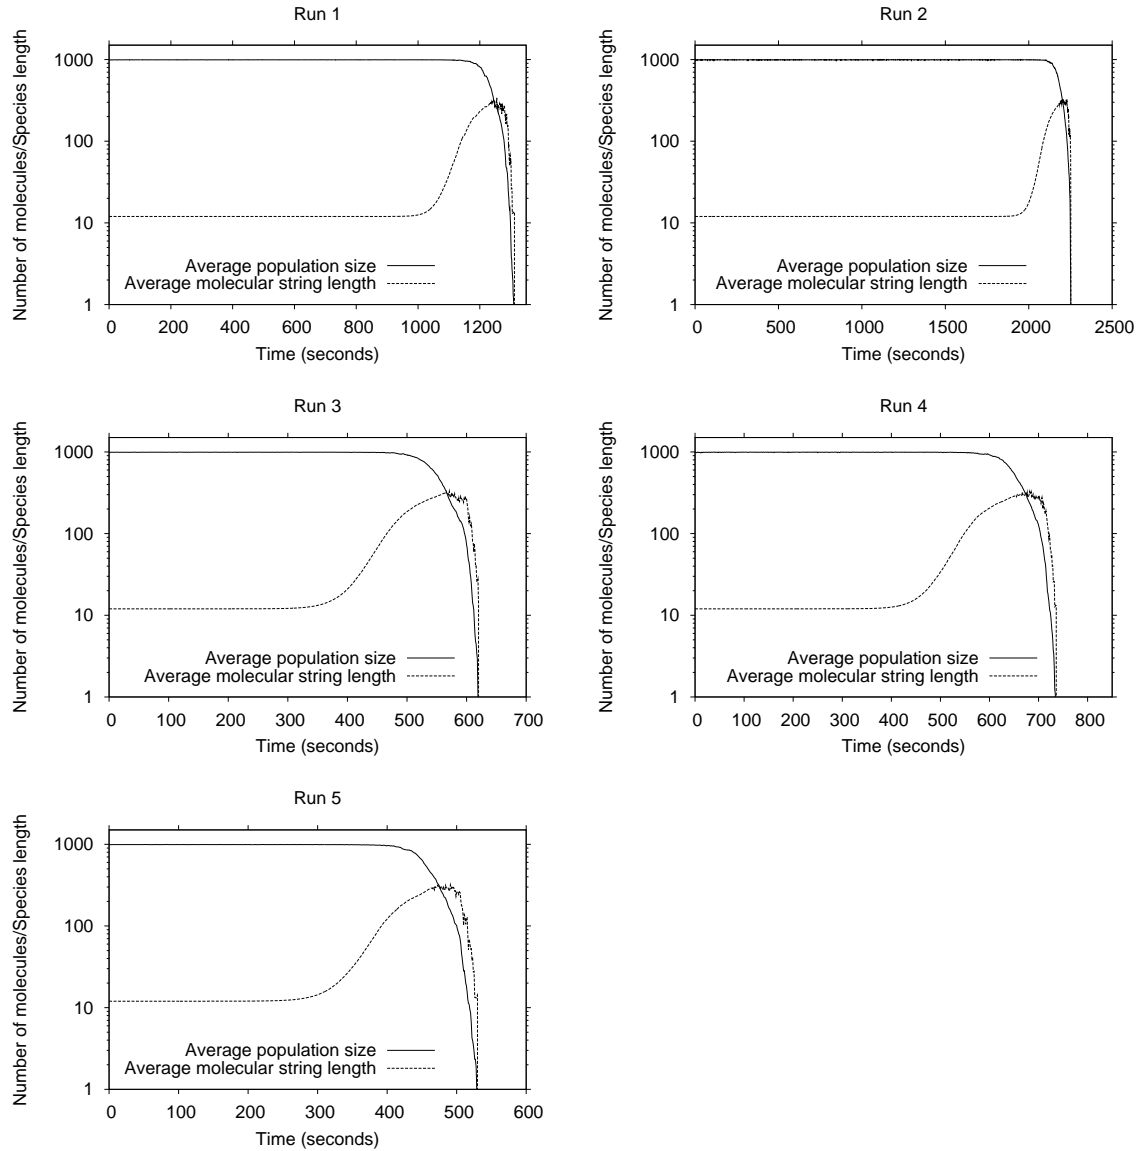 Run 1
Number of molecules/Species length
1000
100
10
1
Average population size
Average molecular string length
0 200 400 600 800 1000 1200
Time (seconds)
Run 2
Number of molecules/Species length
1000
100
10
1
Average population size
Average molecular string length
0 500 1000 1500 2000 2500
Time (seconds)
Run 3
Number of molecules/Species length
1000
100
10
1
Average population size
Average molecular string length
0 100 200 300 400 500 600 700
Time (seconds)
Run 4
Number of molecules/Species length
1000
100
10
1
Average population size
Average molecular string length
0 100 200 300 400 500 600 700 800
Time (seconds)
Run 5
Number of molecules/Species length
1000
100
10
1
Average population size
Average molecular string length
0 100 200 300 400 500 600
Time (seconds)